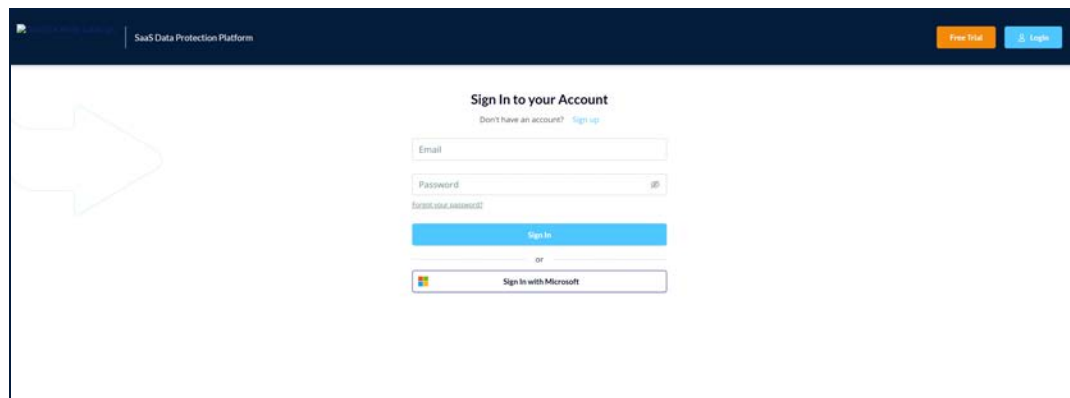 SaaS Data Protection Platform
Free Trial
Login
Sign In to your Account
Don't have an account? Sign up
Email
Password
Forgot your password?
Sign In
or
Sign In with Microsoft